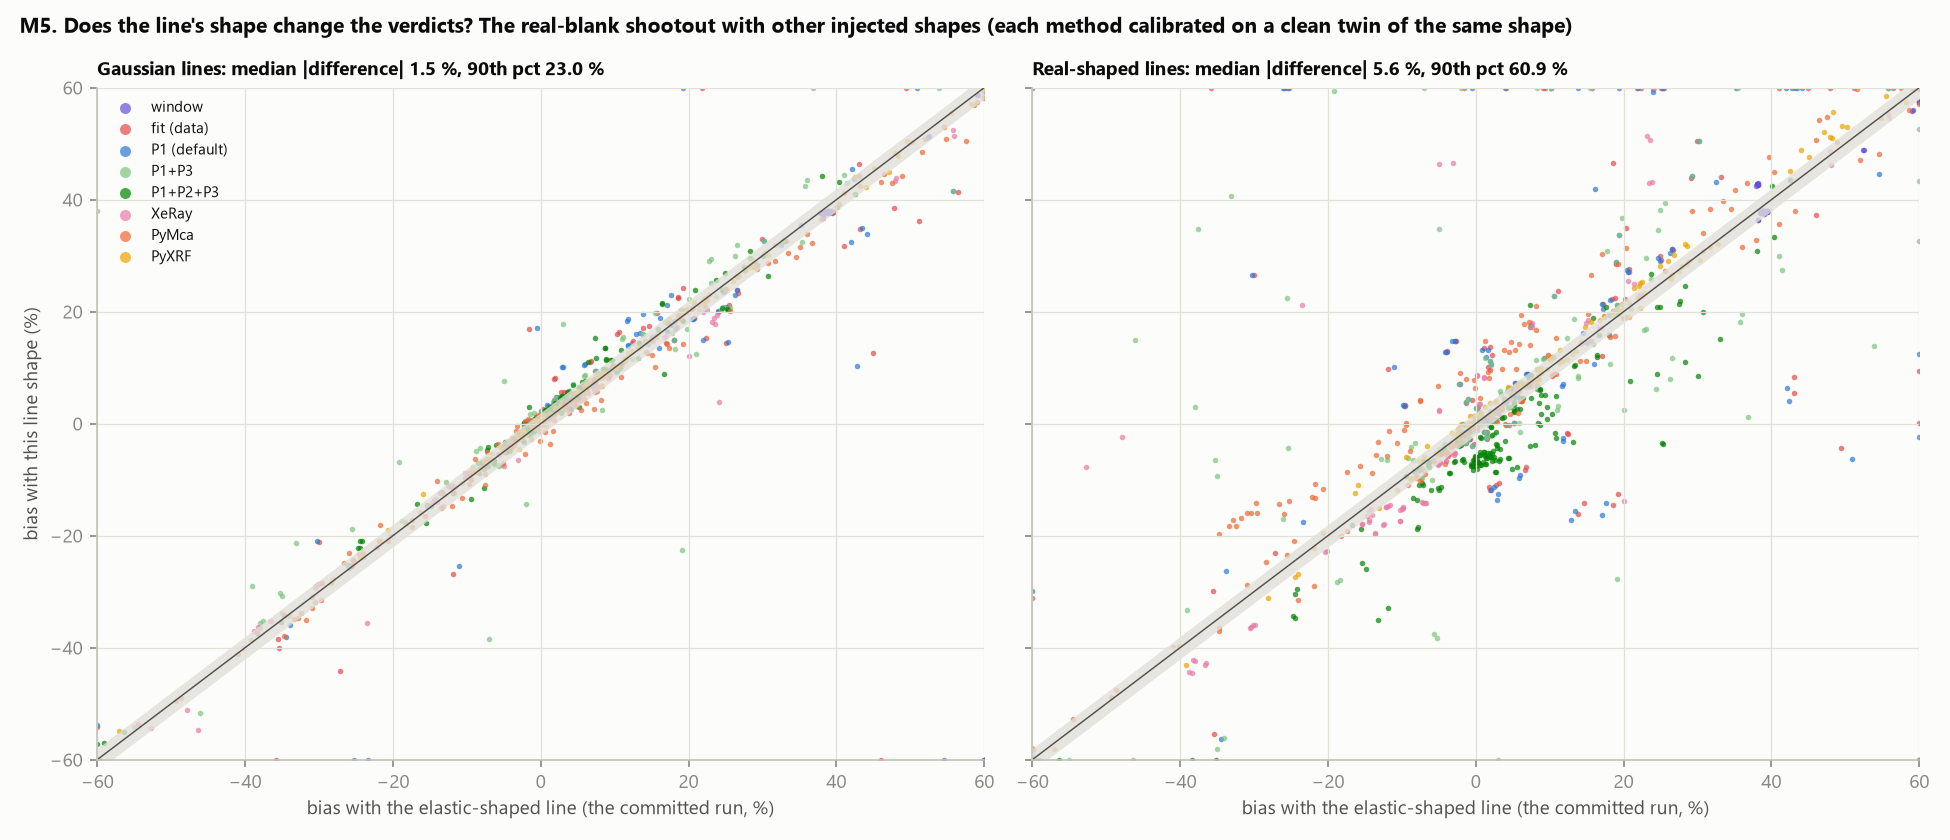 M5. Does the line's shape change the verdicts? The real-blank shootout with other injected shapes (each method calibrated on a clean twin of the same shape)
Gaussian lines: median |difference| 1.5 %, 90th pct 23.0 %
Real-shaped lines: median |difference| 5.6 %, 90th pct 60.9 %
bias with this line shape (%)
60
40
20
0
−20
−40
−60
window
fit (data)
P1 (default)
P1+P3
P1+P2+P3
XeRay
PyMca
PyXRF
−60 −40 −20 0 20 40 60
−60 −40 −20 0 20 40 60
bias with the elastic-shaped line (the committed run, %)
bias with the elastic-shaped line (the committed run, %)